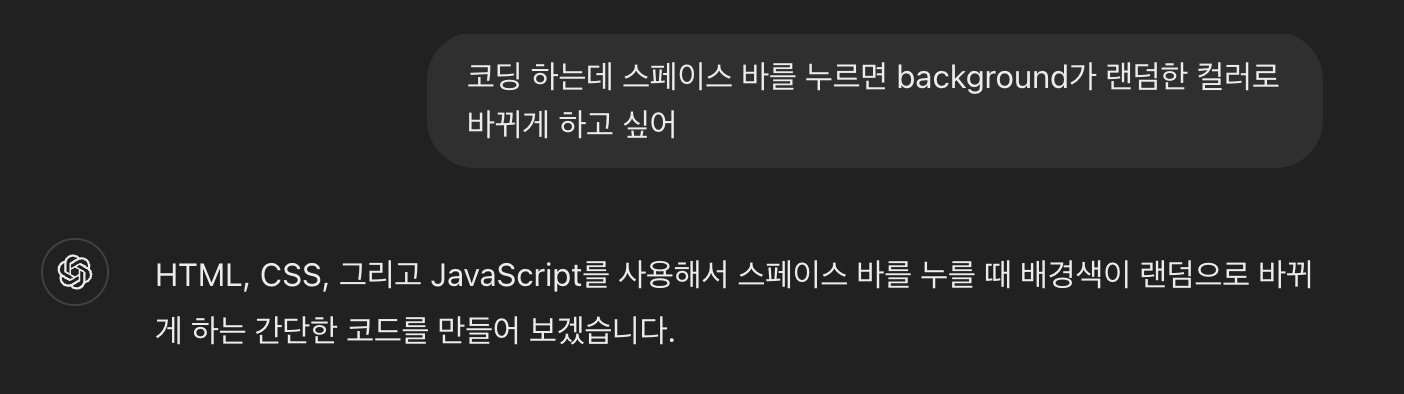 코딩 하는데 스페이스 바를 누르면 background가 랜덤한 컬러로
바뀌게 하고 싶어
HTML, CSS, 그리고 JavaScript를 사용해서 스페이스 바를 누를 때 배경색이 랜덤으로 바뀌
게 하는 간단한 코드를 만들어 보겠습니다.